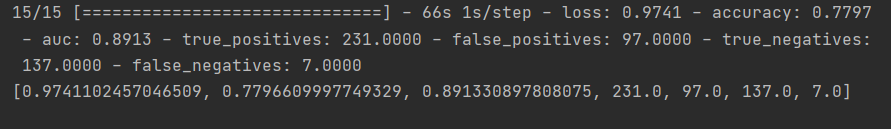 15/15 [==============================] - 66s 1s/step - loss: 0.9741 - accuracy: 0.7797
- auc: 0.8913 - true_positives: 231.0000 - false_positives: 97.0000 - true_negatives:
137.0000 - false_negatives: 7.0000
[0.9741102457046509, 0.7796609997749329, 0.891330897808075, 231.0, 97.0, 137.0, 7.0]